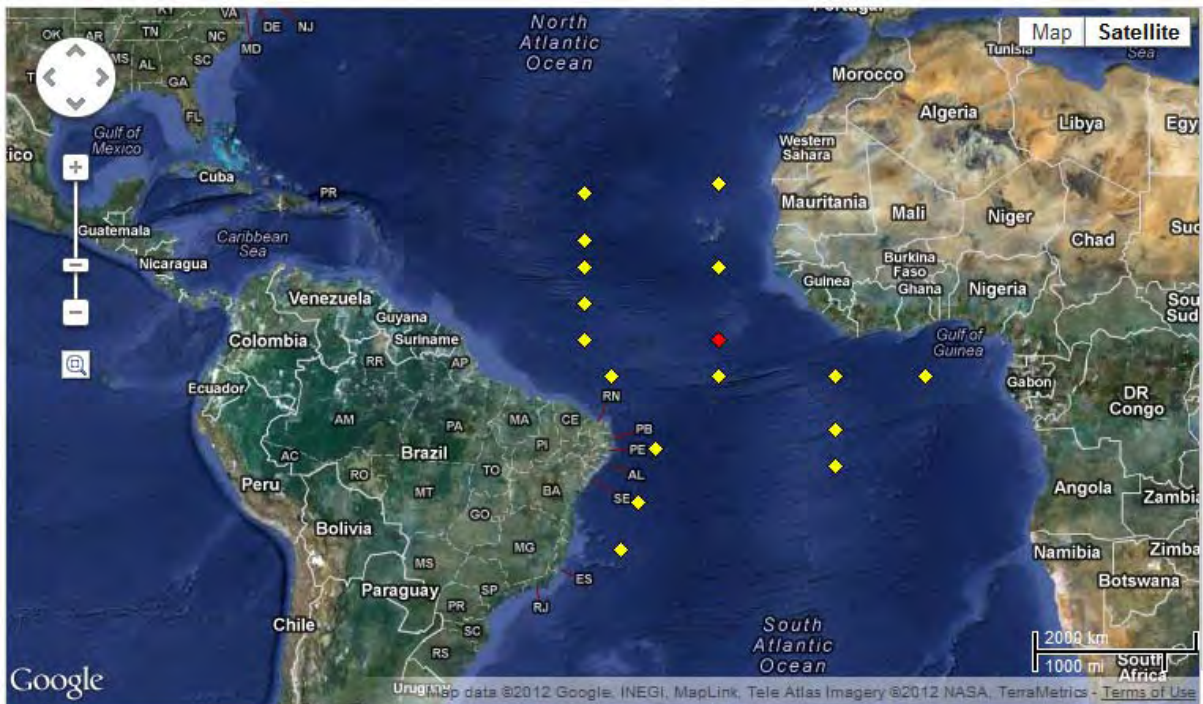 VA
KY
DE
NJ
OK
AR
TN
NC
MD
MS
AL
SC
GA
FL
North
Atlantic
Ocean
Portugal
Map
Satellite
Tunisia
Sea
Morocco
Algeria
Libya
Egy
Western
Sahara
Gulf of
Mexico
xico
Cuba
PR
Mauritania
Mali
Niger
Chad
Suc
Guatemala
Caribbean
Sea
Nicaragua
Burkina
Faso
Guinea
Ghana
Nigeria
Venezuela
Guyana
Suriname
Colombia
Sou
Sud
Gulf of
Guinea
RR
AP
Ecuador
Gabon
DR
Congo
RN
AM
PA
MA
CE
PB
PI
PE
Brazil
AC
RO
TO
AL
Peru
MT
BA
SE
Angola
Zambia
GO
Bolivia
MG
Namibia
Zimba
MS
ES
Botswana
Paraguay
SP
PR
RJ
Chile
SC
RS
South
Atlantic
Ocean
2000 km
1000 mi
South
Africa
Google
Uruguay
Map data ©2012 Google, INEGI, MapLink, Tele Atlas Imagery ©2012 NASA, TerraMetrics - Terms of Use